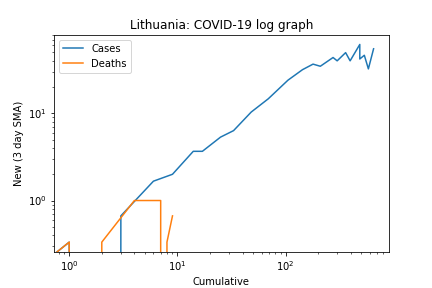 Lithuania: COVID-19 log graph
Cases
Deaths
New (3 day SMA)
10¹
10⁰
10⁰ 10¹ 10²
Cumulative